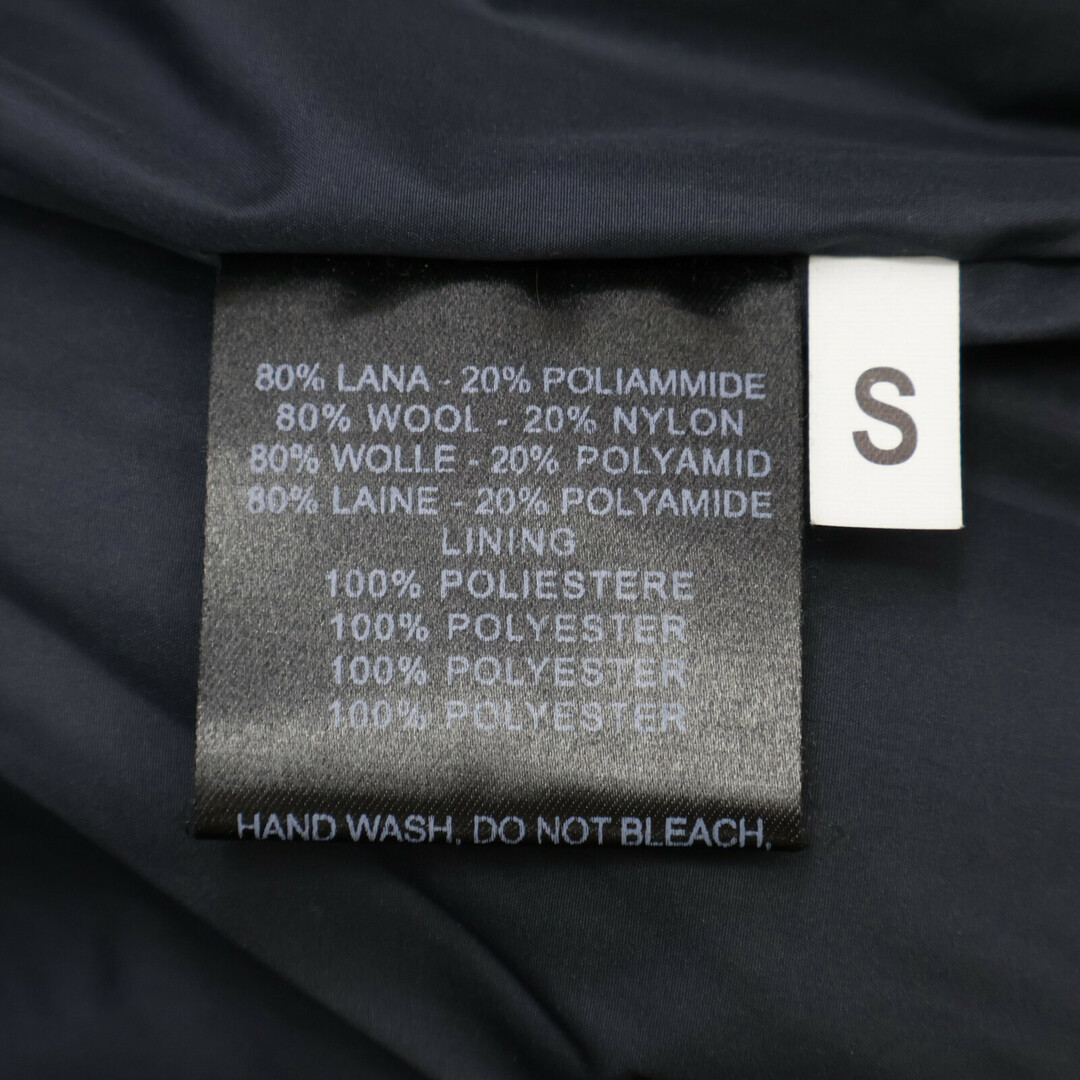 80% LANA - 20% POLIAMMIDE
80% WOOL - 20% NYLON
80% WOLLE - 20% POLYAMID
80% LAINE - 20% POLYAMIDE
LINING
100% POLIESTERE
100% POLYESTER
100% POLYESTER
100% POLYESTER
HAND WASH, DO NOT BLEACH,
S